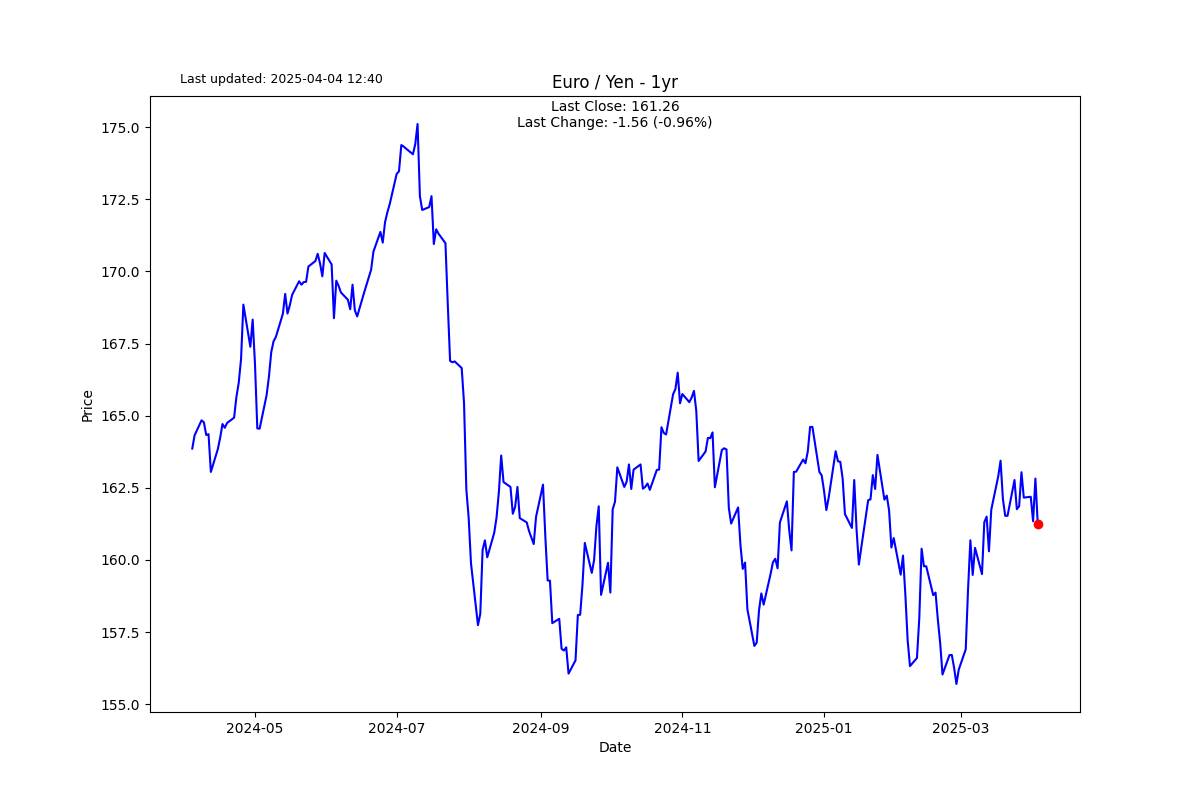 Last updated: 2025-04-04 12:40
Euro / Yen - 1yr
Last Close: 161.26
Last Change: -1.56 (-0.96%)
175.0
172.5
170.0
167.5
165.0
162.5
160.0
157.5
155.0
Price
2024-05
2024-07
2024-09
2024-11
2025-01
2025-03
Date